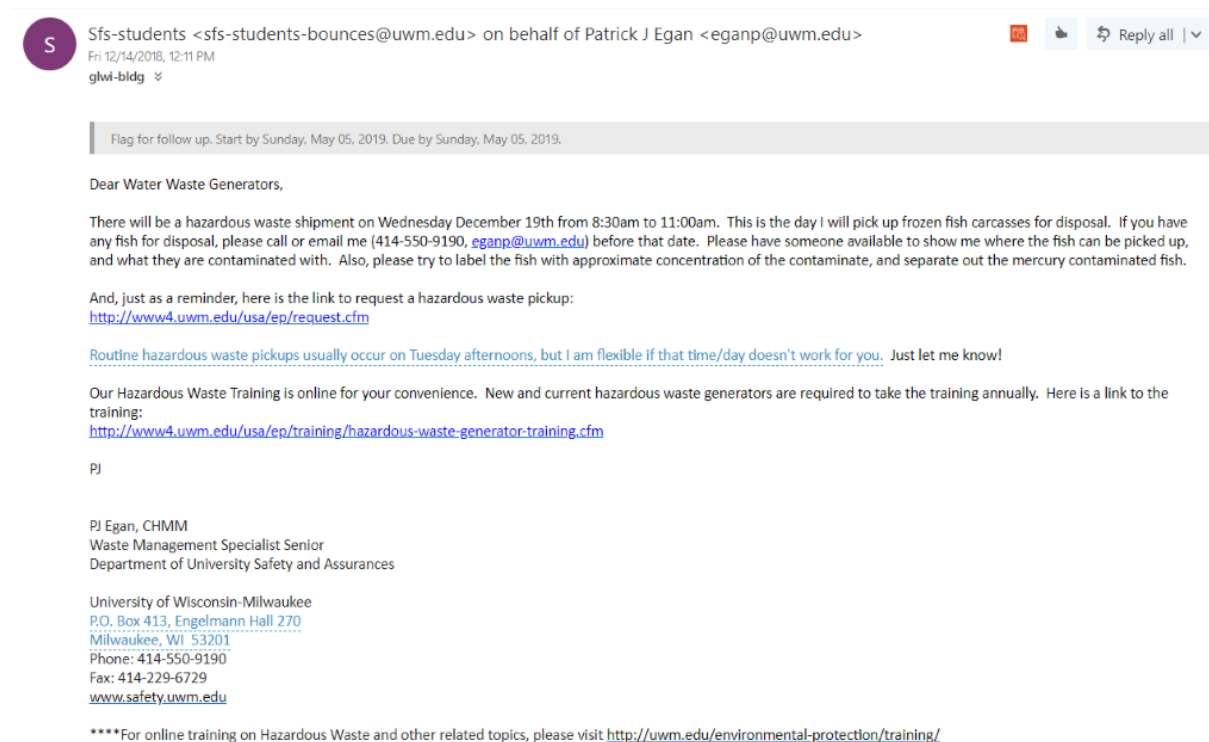 S
Sfs-students <sfs-students-bounces@uwm.edu> on behalf of Patrick J Egan <eganp@uwm.edu>
Reply all
Fri 12/14/2018, 12:11 PM
glwi-bldg
Flag for follow up. Start by Sunday, May 05, 2019. Due by Sunday, May 05, 2019.
Dear Water Waste Generators,
There will be a hazardous waste shipment on Wednesday December 19th from 8:30am to 11:00am.  This is the day I will pick up frozen fish carcasses for disposal.  If you have
any fish for disposal, please call or email me (414-550-9190, eganp@uwm.edu) before that date.  Please have someone available to show me where the fish can be picked up,
and what they are contaminated with.  Also, please try to label the fish with approximate concentration of the contaminate, and separate out the mercury contaminated fish.
And, just as a reminder, here is the link to request a hazardous waste pickup:
http://www4.uwm.edu/usa/ep/request.cfm
Routine hazardous waste pickups usually occur on Tuesday afternoons, but I am flexible if that time/day doesn't work for you.  Just let me know!
Our Hazardous Waste Training is online for your convenience.  New and current hazardous waste generators are required to take the training annually.  Here is a link to the
training:
http://www4.uwm.edu/usa/ep/training/hazardous-waste-generator-training.cfm
PJ
PJ Egan, CHMM
Waste Management Specialist Senior
Department of University Safety and Assurances
University of Wisconsin-Milwaukee
P.O. Box 413, Engelmann Hall 270
Milwaukee, WI  53201
Phone: 414-550-9190
Fax: 414-229-6729
www.safety.uwm.edu
****For online training on Hazardous Waste and other related topics, please visit http://uwm.edu/environmental-protection/training/